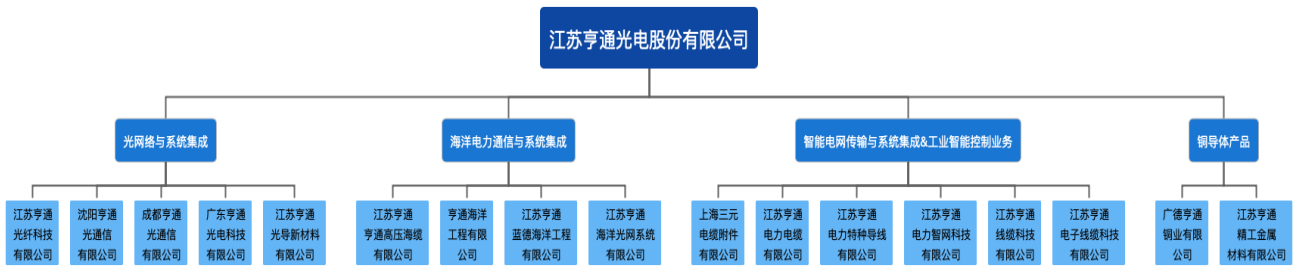 江苏亨通光电股份有限公司
光网络与系统集成
海洋电力通信与系统集成
智能电网传输与系统集成&工业智能控制业务
铜导体产品
江苏亨通
光纤科技
有限公司
沈阳亨通
光通信
有限公司
成都亨通
光通信
有限公司
广东亨通
光电科技
有限公司
江苏亨通
光导新材料
有限公司
江苏亨通
亨通高压海缆
有限公司
亨通海洋
工程有限
公司
江苏亨通
蓝德海洋工程
有限公司
江苏亨通
海洋光网系统
有限公司
上海三元
电缆附件
有限公司
江苏亨通
电力电缆
有限公司
江苏亨通
电力特种导线
有限公司
江苏亨通
电力智网科技
有限公司
江苏亨通
线缆科技
有限公司
江苏亨通
电子线缆科技
有限公司
广德亨通
铜业有限
公司
江苏亨通
精工金属
材料有限公司